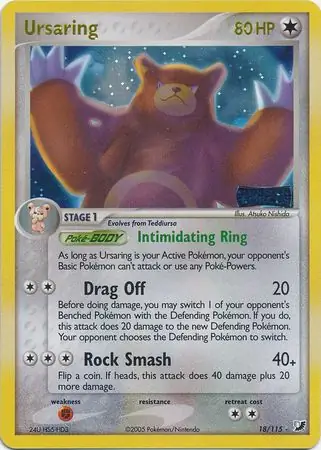 Ursaring 80 HP
Illus. Atsuko Nishida
STAGE 1 Evolves from Teddiursa
Poké-BODY Intimidating Ring
As long as Ursaring is your Active Pokémon, your opponent's
Basic Pokémon can't attack or use any Poké-Powers.
Drag Off 20
Before doing damage, you may switch 1 of your opponent's
Benched Pokémon with the Defending Pokémon. If you do,
this attack does 20 damage to the new Defending Pokémon.
Your opponent chooses the Defending Pokémon to switch.
Rock Smash 40+
Flip a coin. If heads, this attack does 40 damage plus 20
more damage.
weakness resistance retreat cost
©2005 Pokémon/Nintendo 18/115